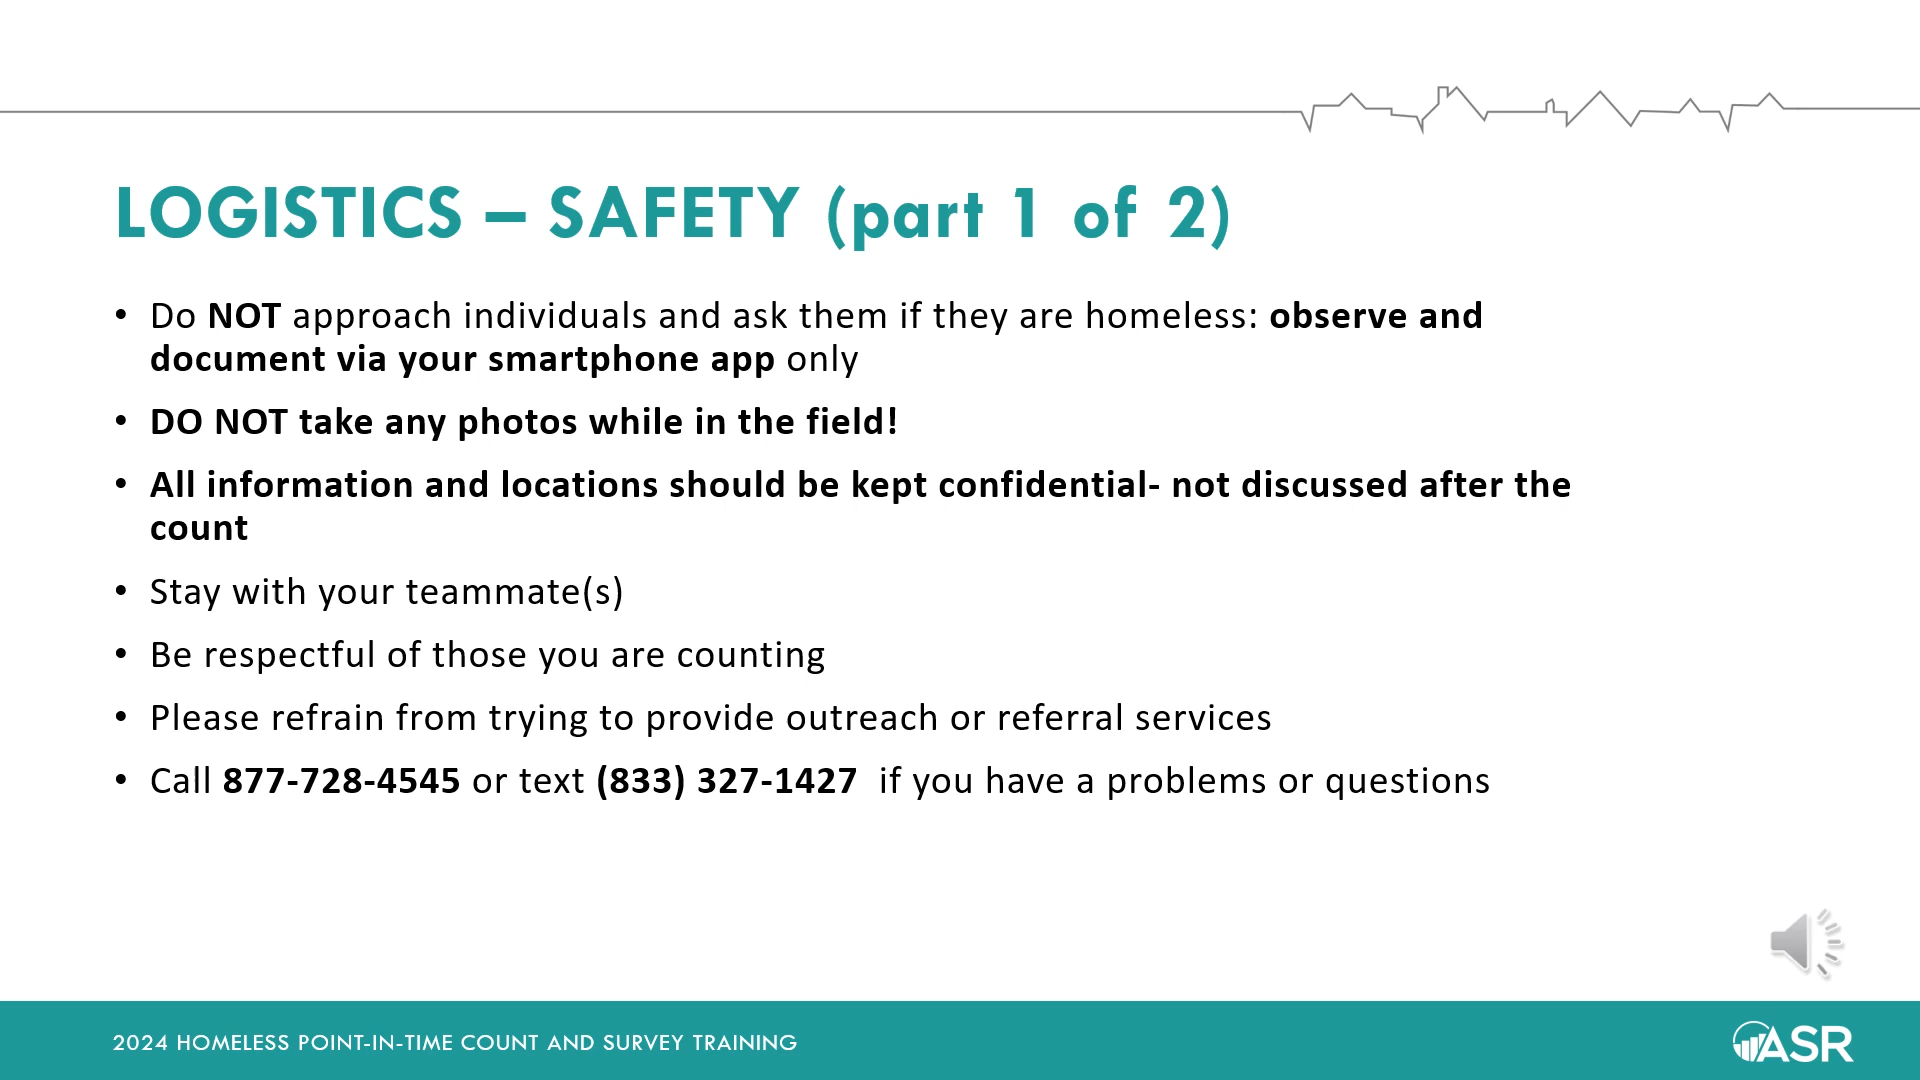 LOGISTICS – SAFETY (part 1 of 2)
• Do NOT approach individuals and ask them if they are homeless: observe and
document via your smartphone app only
• DO NOT take any photos while in the field!
• All information and locations should be kept confidential- not discussed after the
count
• Stay with your teammate(s)
• Be respectful of those you are counting
• Please refrain from trying to provide outreach or referral services
• Call 877-728-4545 or text (833) 327-1427  if you have a problems or questions
2024 HOMELESS POINT-IN-TIME COUNT AND SURVEY TRAINING
ASR